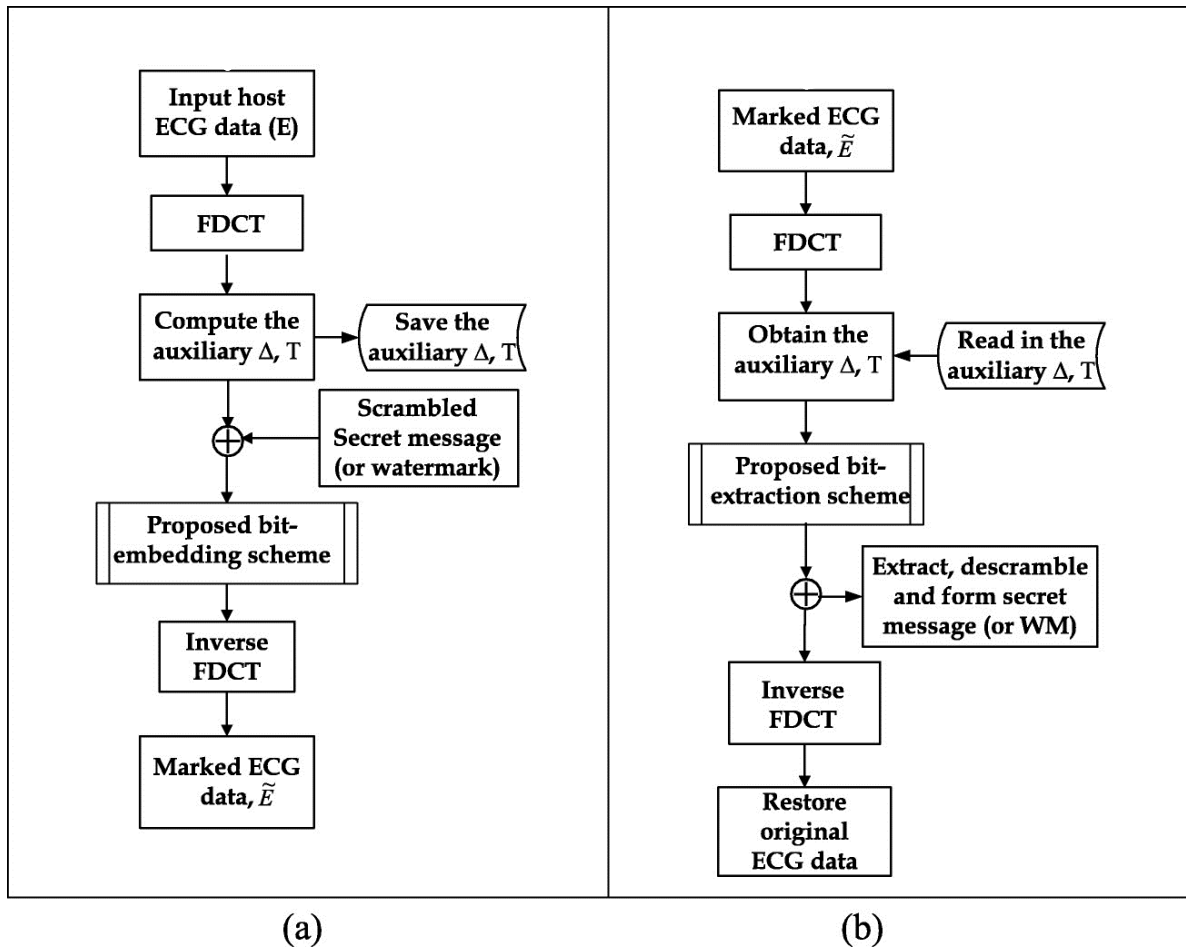 Input host
ECG data (E)
FDCT
Compute the
auxiliary Δ, T
Save the
auxiliary Δ, T
Scrambled
Secret message
(or watermark)
Proposed bit-
embedding scheme
Inverse
FDCT
Marked ECG
data, Ẽ
(a)
Marked ECG
data, Ẽ
FDCT
Obtain the
auxiliary Δ, T
Read in the
auxiliary Δ, T
Proposed bit-
extraction scheme
Extract, descramble
and form secret
message (or WM)
Inverse
FDCT
Restore
original
ECG data
(b)